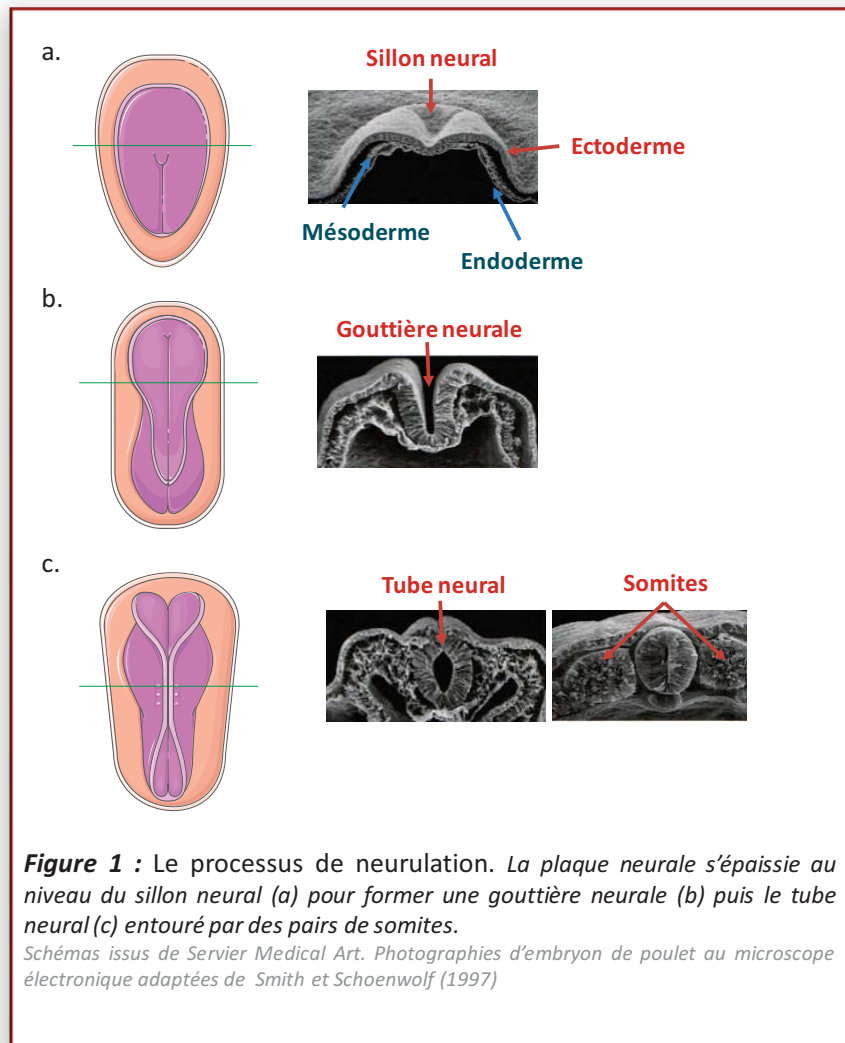 a.
Sillon neural
Ectoderme
Mésoderme
Endoderme
b.
Gouttière neurale
c.
Tube neural
Somites
Figure 1 : Le processus de neurulation. La plaque neurale s’épaissie au
niveau du sillon neural (a) pour former une gouttière neurale (b) puis le tube
neural (c) entouré par des pairs de somites.
Schémas issus de Servier Medical Art. Photographies d’embryon de poulet au microscope
électronique adaptées de Smith et Schoenwolf (1997)